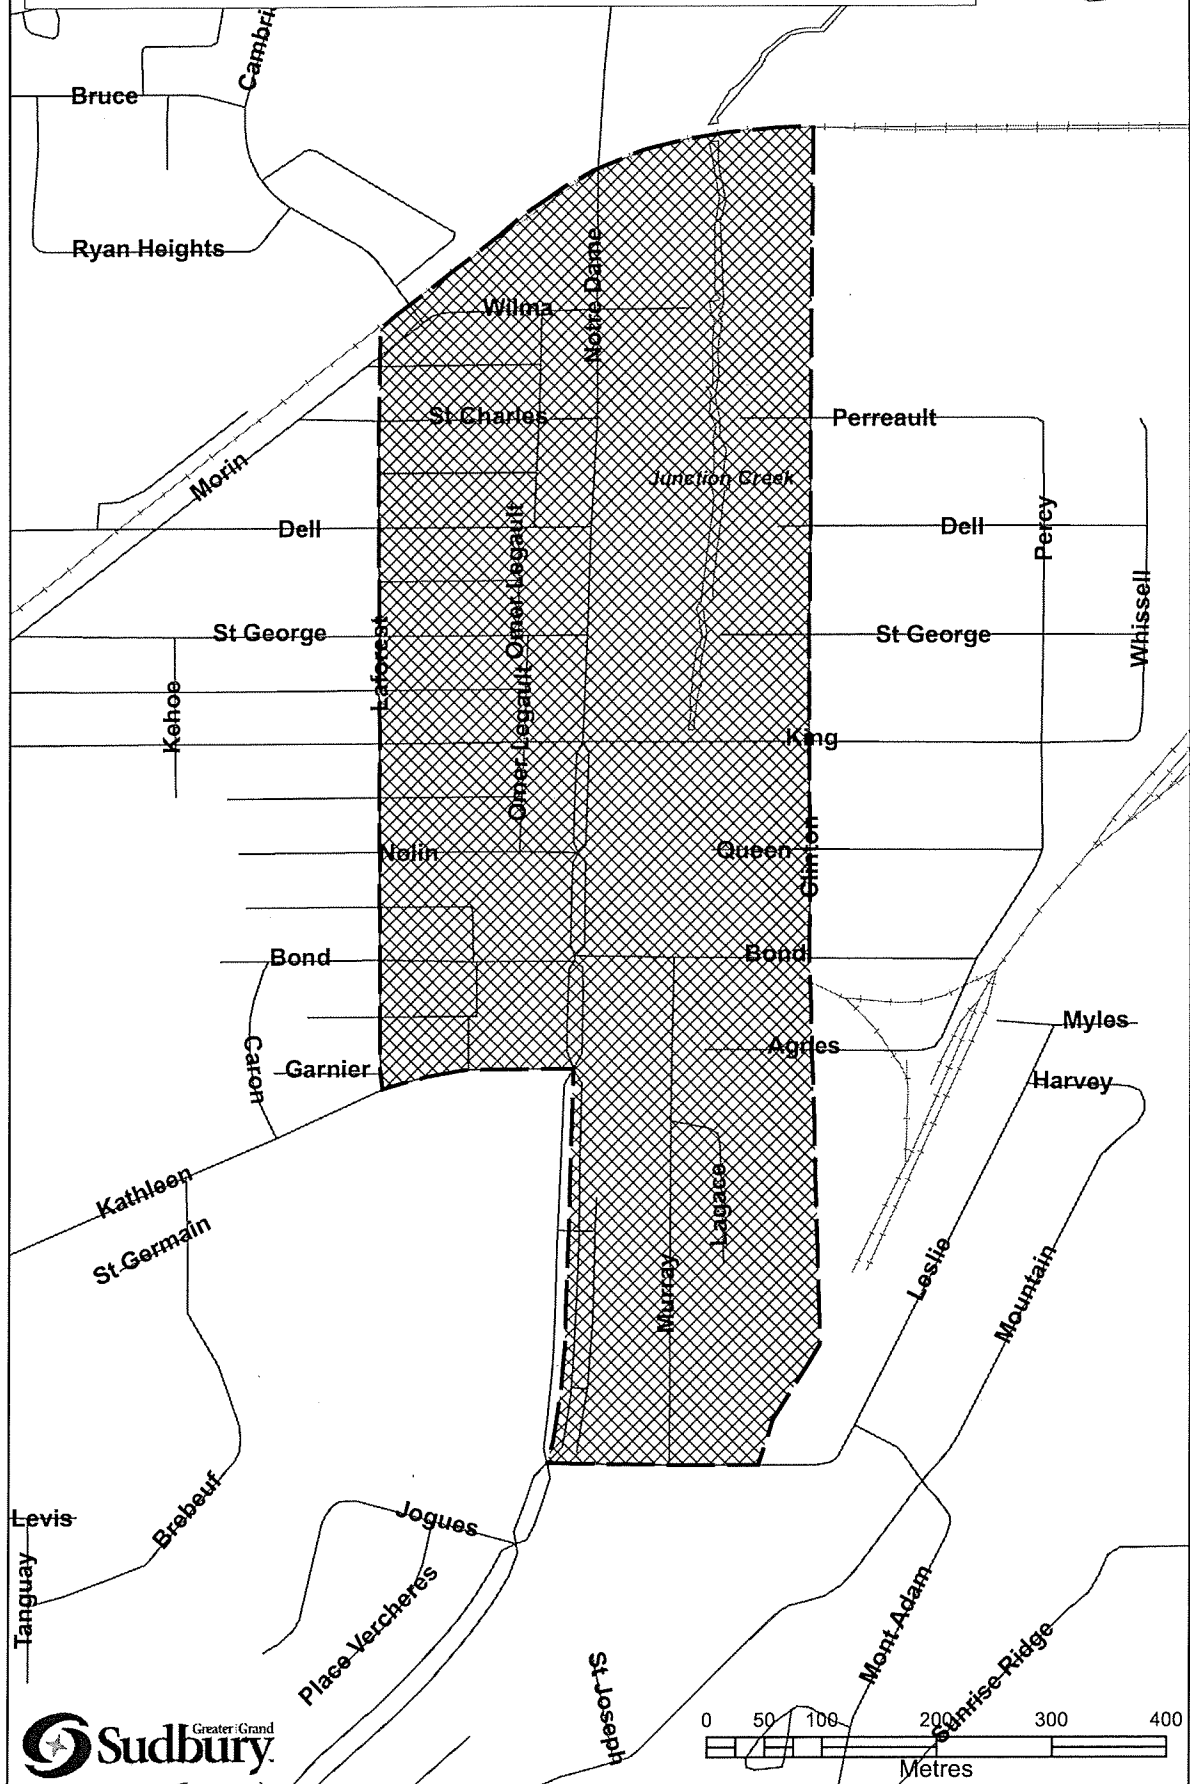 Cambri
Bruce
Ryan Heights
Notre Dame
Wilma
St Charles
Perreault
Morin
Junction Creek
Dell
Omer Legault
Dell
Percy
Whissell
St George
Laforest
St George
Kehoe
Omer Legault
King
Nolin
Queen
Clinton
Bond
Bond
Caron
Garnier
Agnes
Myles
Harvey
Kathleen
St Germain
Lagace
Murray
Leslie
Mountain
Levis
Brebeuf
Jogues
Tanguay
Place Vercheres
St Joseph
Mont Adam
Sunrise Ridge
Greater Grand
Sudbury
0 50 100 200 300 400
Metres